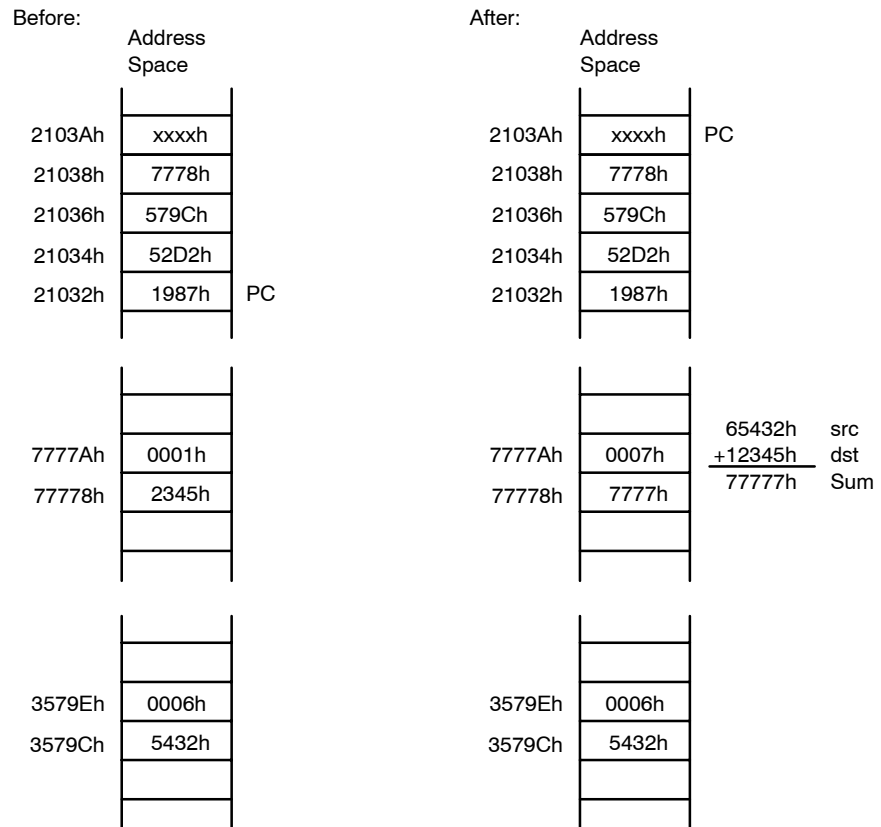 Before:
Address
Space
2103Ah xxxxh
21038h 7778h
21036h 579Ch
21034h 52D2h
21032h 1987h PC
7777Ah 0001h
77778h 2345h
3579Eh 0006h
3579Ch 5432h
After:
Address
Space
2103Ah xxxxh PC
21038h 7778h
21036h 579Ch
21034h 52D2h
21032h 1987h
7777Ah 0007h
77778h 7777h
65432h src
+12345h dst
77777h Sum
3579Eh 0006h
3579Ch 5432h